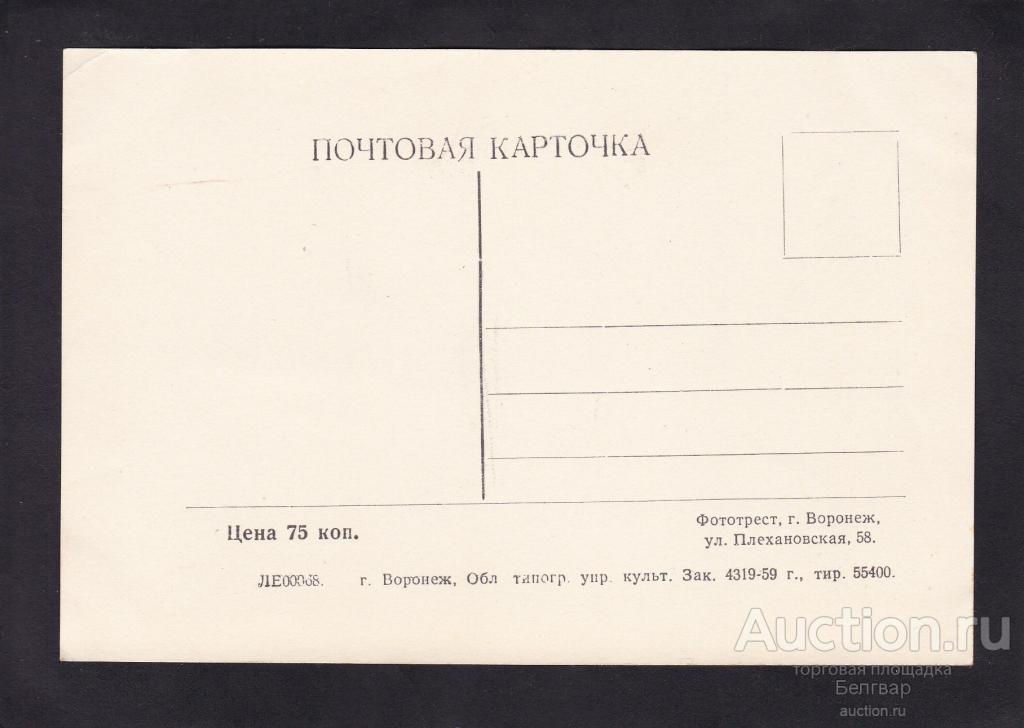 ПОЧТОВАЯ КАРТОЧКА
Цена 75 коп.
Фототрест, г. Воронеж,
ул. Плехановская, 58.
г. Воронеж, Обл типогр. упр. культ. Зак. 4319-59 г., тир. 55400.
Auction.ru
торговая площадка
Белгвар
auction.ru